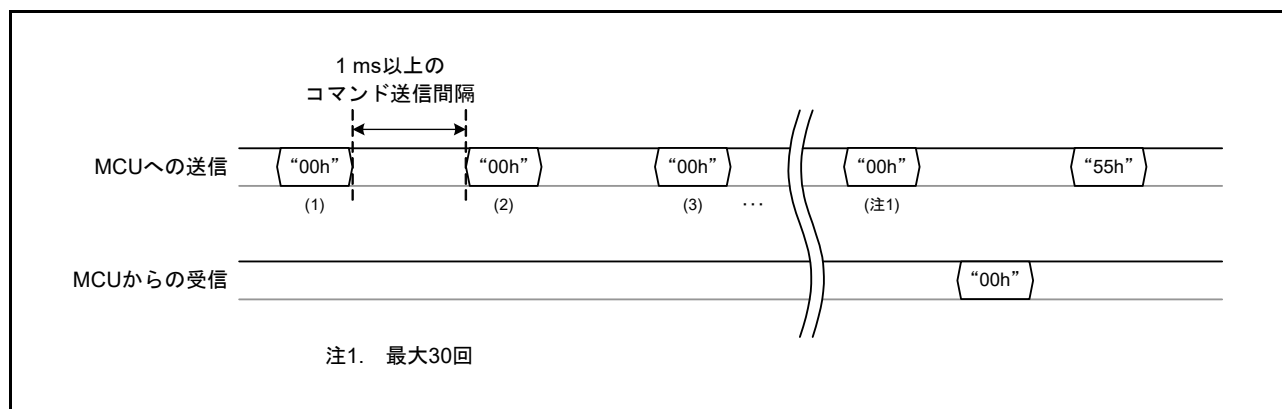 1 ms以上の
コマンド送信間隔
MCUへの送信
“00h”
“00h”
“00h”
“00h”
“55h”
(1)
(2)
(3)
···
(注1)
MCUからの受信
“00h”
注1. 最大30回